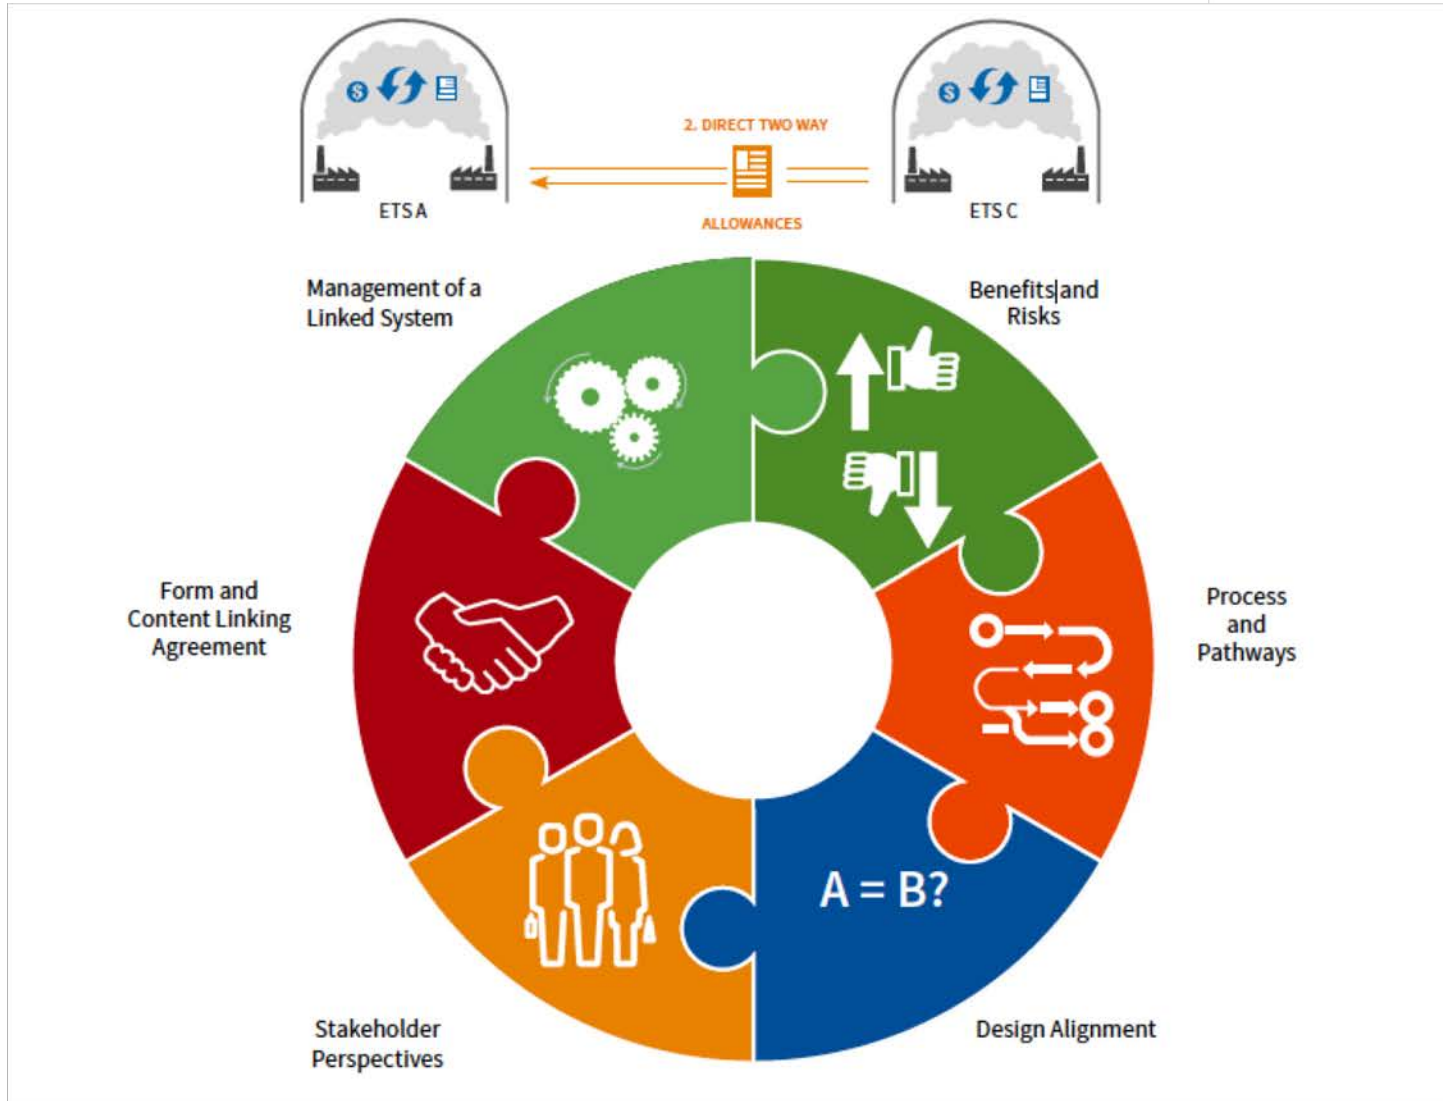 2. DIRECT TWO WAY
ALLOWANCES
ETS A
ETS C
Management of a
Linked System
Benefits and
Risks
Form and
Content Linking
Agreement
Process
and
Pathways
A = B?
Stakeholder
Perspectives
Design Alignment